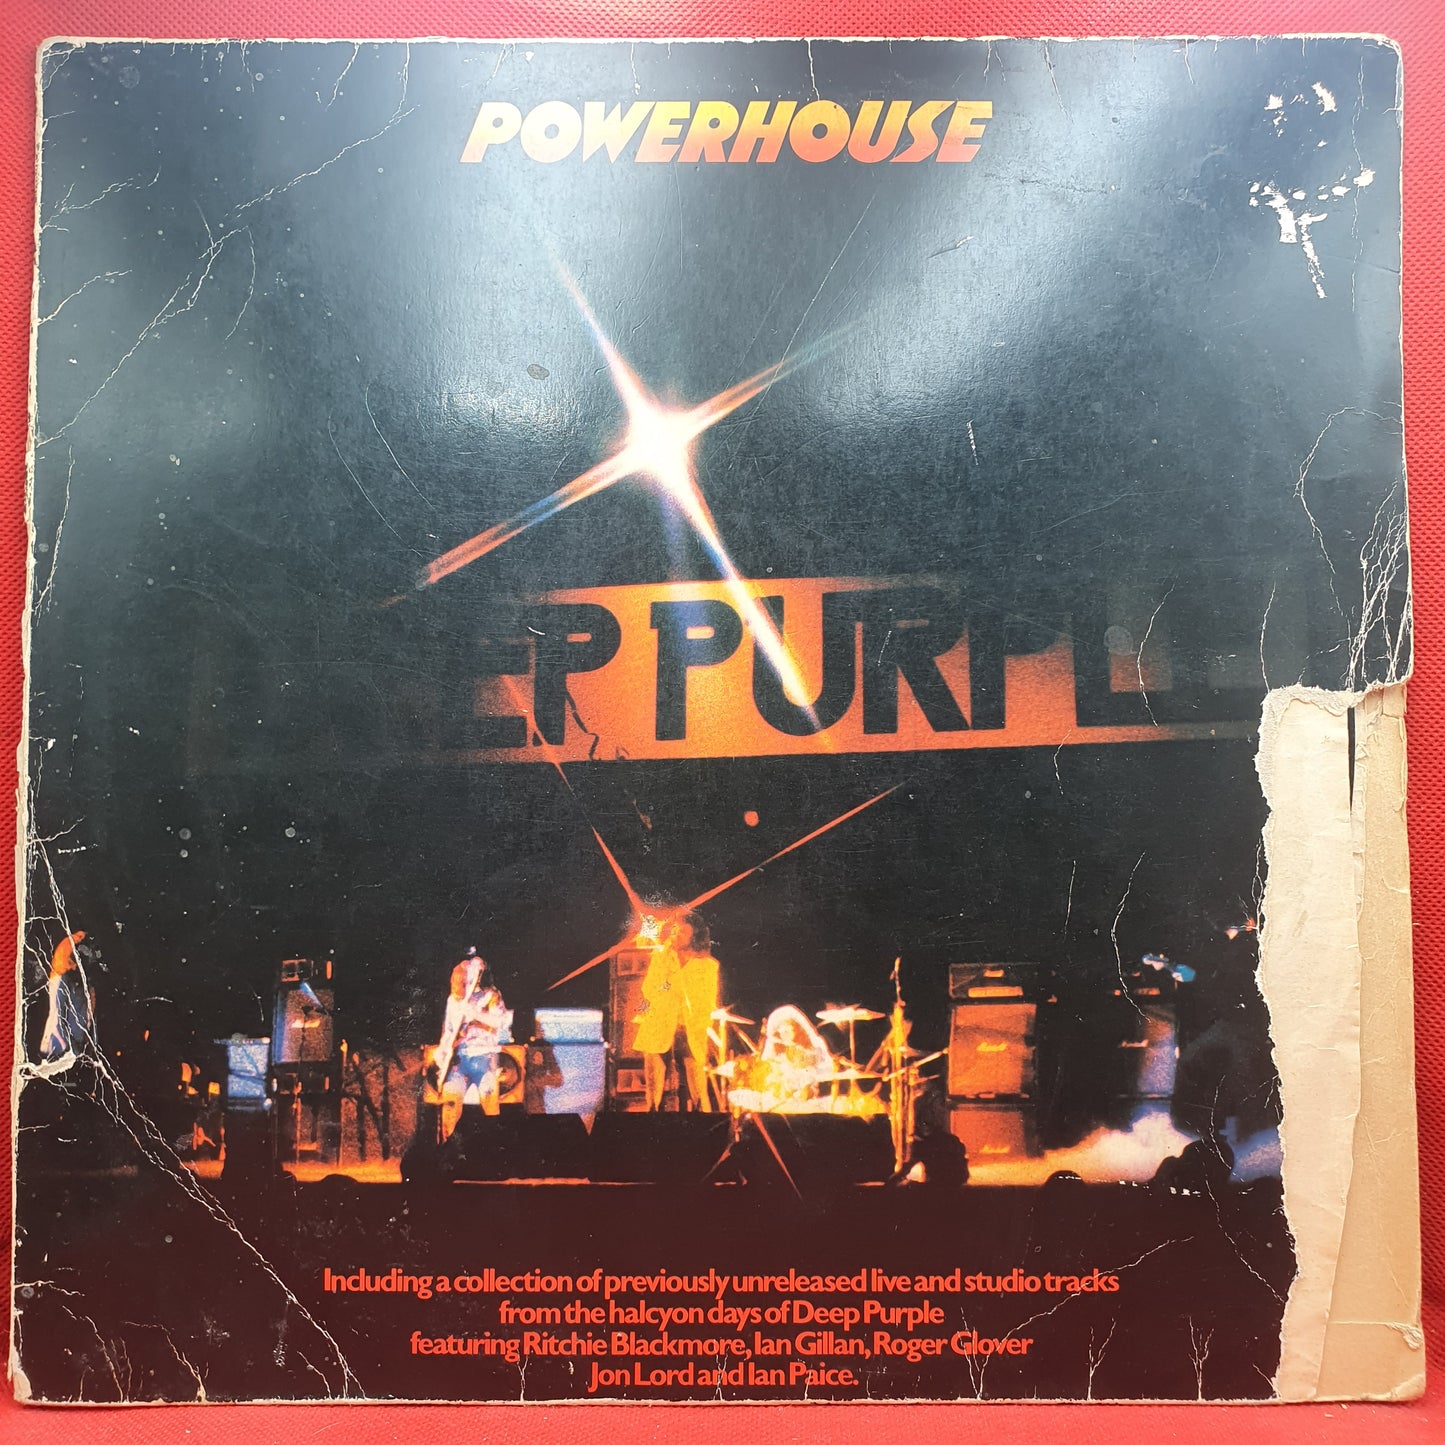 POWERHOUSE
EP PURPL
Including a collection of previously unreleased live and studio tracks
from the halcyon days of Deep Purple
featuring Ritchie Blackmore, Ian Gillan, Roger Glover
Jon Lord and Ian Paice.